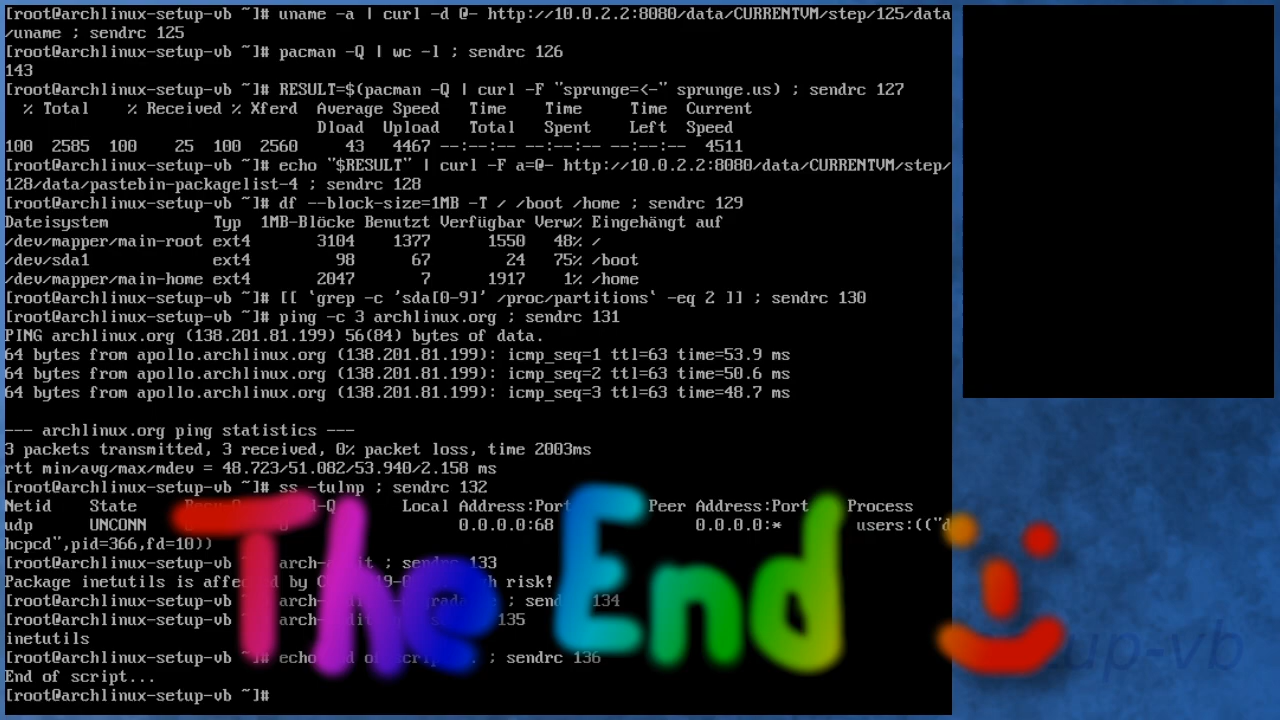 [root@archlinux-setup-vb ~]# uname -a | curl -d @- http://10.0.2.2:8080/data/CURRENTVM/step/125/data
/uname ; sendrc 125
[root@archlinux-setup-vb ~]# pacman -Q | wc -l ; sendrc 126
143
[root@archlinux-setup-vb ~]# RESULT=$(pacman -Q | curl -F "sprunge=<-" sprunge.us) ; sendrc 127
% Total % Received % Xferd Average Speed Time Time Time Current
Dload Upload Total Spent Left Speed
100 2585 100 25 100 2560 43 4467 --:--:-- --:--:-- --:--:-- 4511
[root@archlinux-setup-vb ~]# echo "$RESULT" | curl -F a=@- http://10.0.2.2:8080/data/CURRENTVM/step/
128/data/pastebin-packagelist-4 ; sendrc 128
[root@archlinux-setup-vb ~]# df --block-size=1MB -T / /boot /home ; sendrc 129
Dateisystem Typ 1MB-Blöcke Benutzt Verfügbar Verw% Eingehängt auf
/dev/mapper/main-root ext4 3104 1377 1550 48% /
/dev/sda1 ext4 98 67 24 75% /boot
/dev/mapper/main-home ext4 2047 7 1917 1% /home
[root@archlinux-setup-vb ~]# [[ `grep -c 'sda[0-9]' /proc/partitions` -eq 2 ]] ; sendrc 130
[root@archlinux-setup-vb ~]# ping -c 3 archlinux.org ; sendrc 131
PING archlinux.org (138.201.81.199) 56(84) bytes of data.
64 bytes from apollo.archlinux.org (138.201.81.199): icmp_seq=1 ttl=63 time=53.9 ms
64 bytes from apollo.archlinux.org (138.201.81.199): icmp_seq=2 ttl=63 time=50.6 ms
64 bytes from apollo.archlinux.org (138.201.81.199): icmp_seq=3 ttl=63 time=48.7 ms
--- archlinux.org ping statistics ---
3 packets transmitted, 3 received, 0% packet loss, time 2003ms
rtt min/avg/max/mdev = 48.723/51.082/53.940/2.158 ms
[root@archlinux-setup-vb ~]# ss -tulnp ; sendrc 132
Netid State Local Address:Port Peer Address:Port Process
udp UNCONN 0 0.0.0.0:68 0.0.0.0:* users:(("d
hcpcd",pid=366,fd=10))
[root@archlinux-setup-vb ~]# ; sendrc 133
Package inetutils is affected by risk!
[root@archlinux-setup-vb ~]# ; sendrc 134
[root@archlinux-setup-vb ~]# 135
inetutils
[root@archlinux-setup-vb ~]# echo ; sendrc 136
End of script...
[root@archlinux-setup-vb ~]#
The End